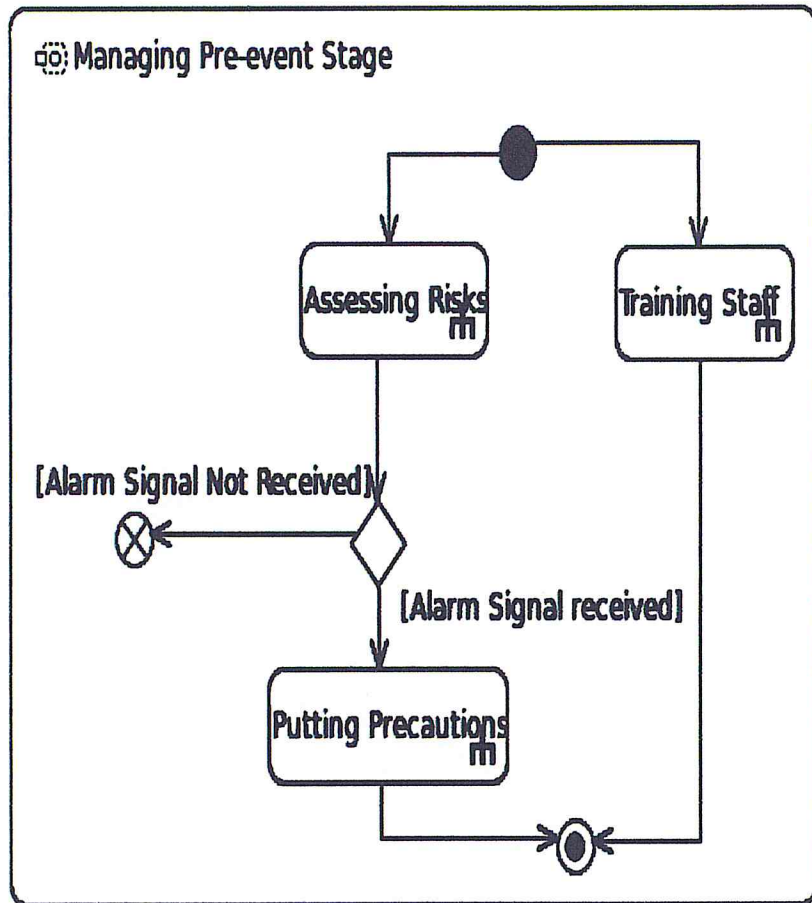 Managing Pre-event Stage
Assessing Risks
Training Staff
[Alarm Signal Not Received]
[Alarm Signal received]
Putting Precautions